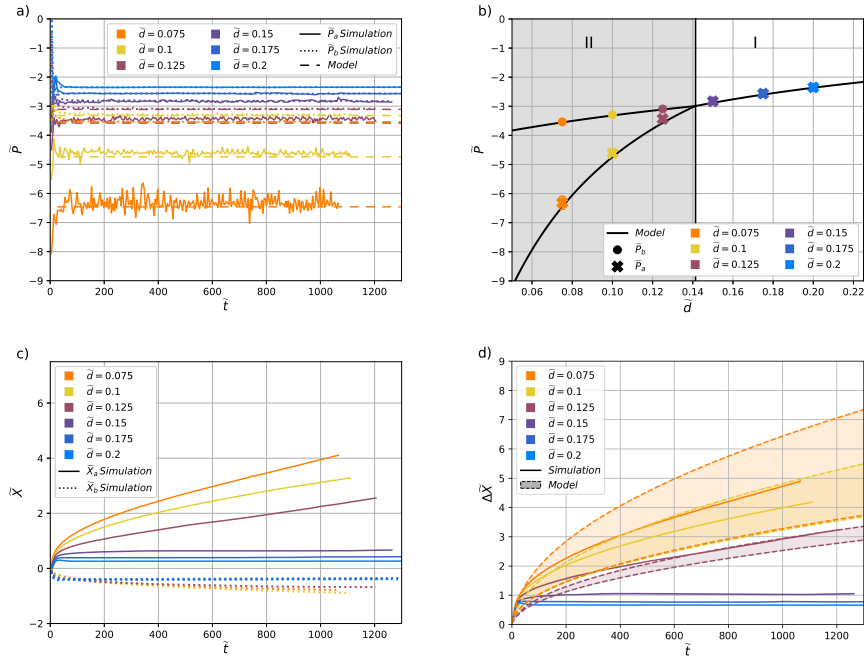 a)
0
−1
−2
−3
−4
−5
−6
−7
−8
−9
P̃
0 200 400 600 800 1000 1200
t̃
d̃ = 0.075 d̃ = 0.15 P̃a Simulation
d̃ = 0.1 d̃ = 0.175 P̃b Simulation
d̃ = 0.125 d̃ = 0.2 Model
b)
0
−1
−2
−3
−4
−5
−6
−7
−8
−9
P̃
II I
Model d̃ = 0.075 d̃ = 0.15
P̃b d̃ = 0.1 d̃ = 0.175
P̃a d̃ = 0.125 d̃ = 0.2
0.06 0.08 0.10 0.12 0.14 0.16 0.18 0.20 0.22
d̃
c)
6
4
2
0
−2
X̃
d̃ = 0.075
d̃ = 0.1
d̃ = 0.125
d̃ = 0.15
d̃ = 0.175
d̃ = 0.2
X̃a Simulation
X̃b Simulation
0 200 400 600 800 1000 1200
t̃
d)
9
8
7
6
5
4
3
2
1
0
ΔX̃
d̃ = 0.075
d̃ = 0.1
d̃ = 0.125
d̃ = 0.15
d̃ = 0.175
d̃ = 0.2
Simulation
Model
0 200 400 600 800 1000 1200
t̃